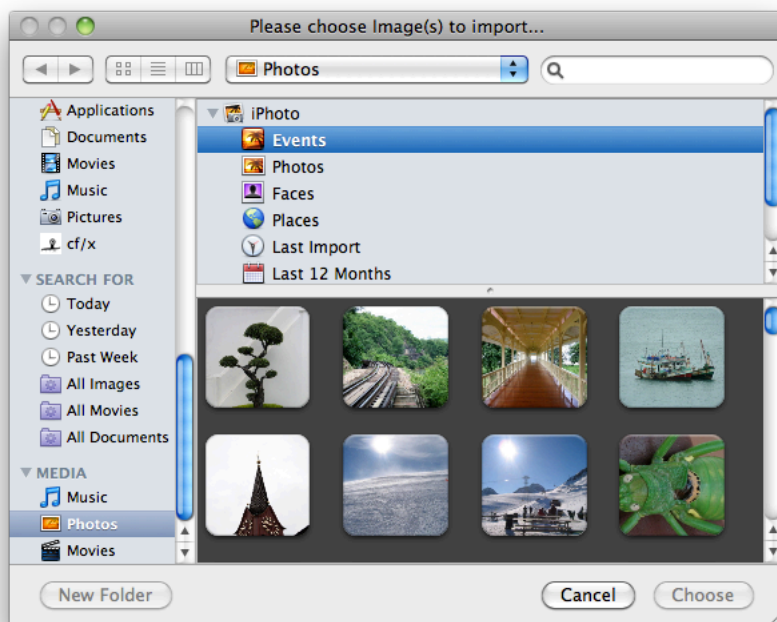 Please choose Image(s) to import...
Photos
Applications
Documents
Movies
Music
Pictures
cf/x
SEARCH FOR
Today
Yesterday
Past Week
All Images
All Movies
All Documents
MEDIA
Music
Photos
Movies
iPhoto
Events
Photos
Faces
Places
Last Import
Last 12 Months
New Folder
Cancel
Choose